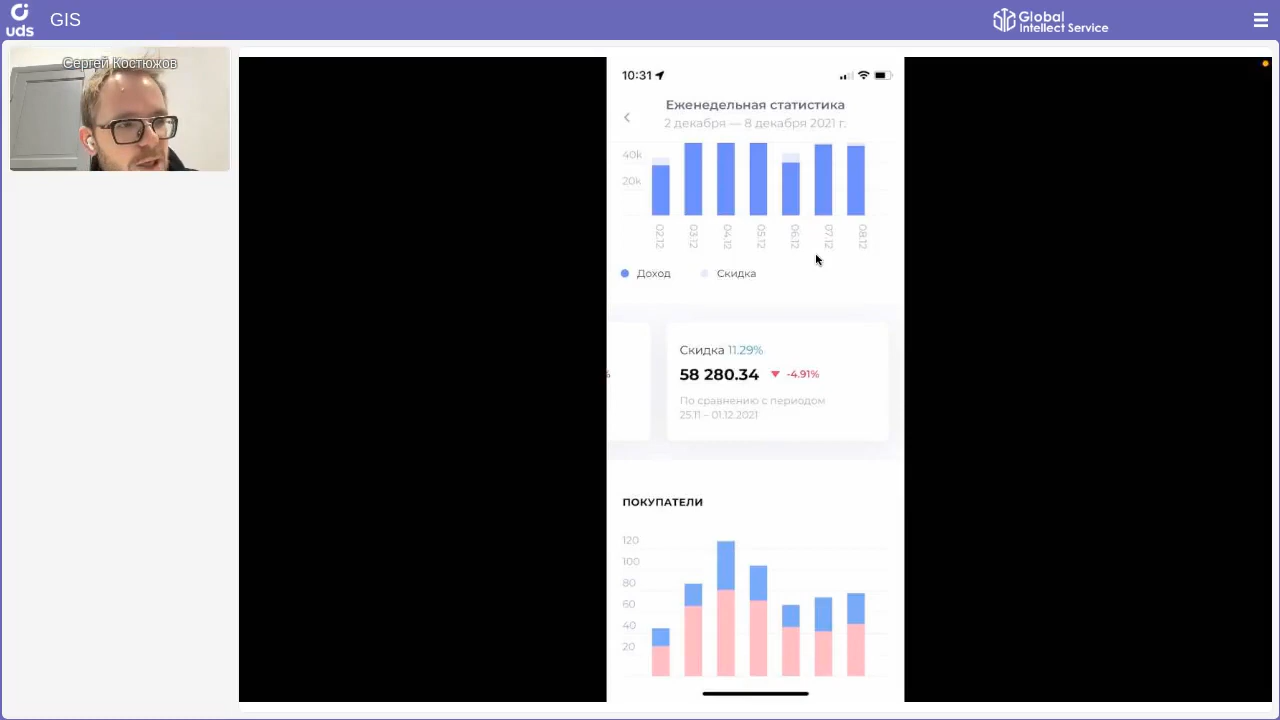 uds
GIS
Global
Intellect Service
Сергей Костюжов
10:31
Еженедельная статистика
2 декабря — 8 декабря 2021 г.
40k
20k
02.12 03.12 04.12 05.12 06.12 07.12 08.12
Доход Скидка
Скидка 11.29%
58 280.34 -4.91%
По сравнению с периодом
25.11 – 01.12.2021
ПОКУПАТЕЛИ
120
100
80
60
40
20